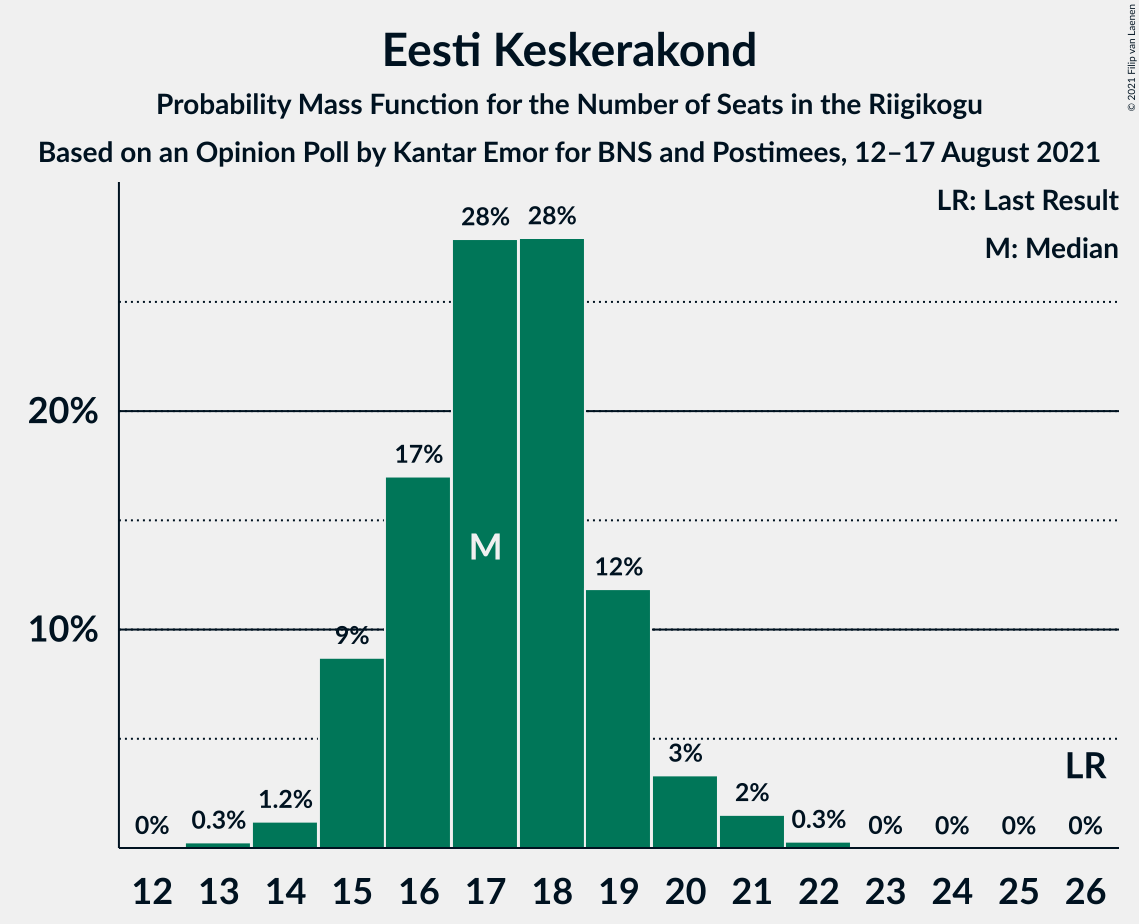 Eesti Keskerakond
Probability Mass Function for the Number of Seats in the Riigikogu
Based on an Opinion Poll by Kantar Emor for BNS and Postimees, 12–17 August 2021
© 2021 Filip van Laenen
LR: Last Result
M: Median
28% 28%
20%
17%
M
12%
10%
9%
3%
LR
2%
1.2%
0% 0.3% 0.3% 0% 0% 0% 0%
12 13 14 15 16 17 18 19 20 21 22 23 24 25 26